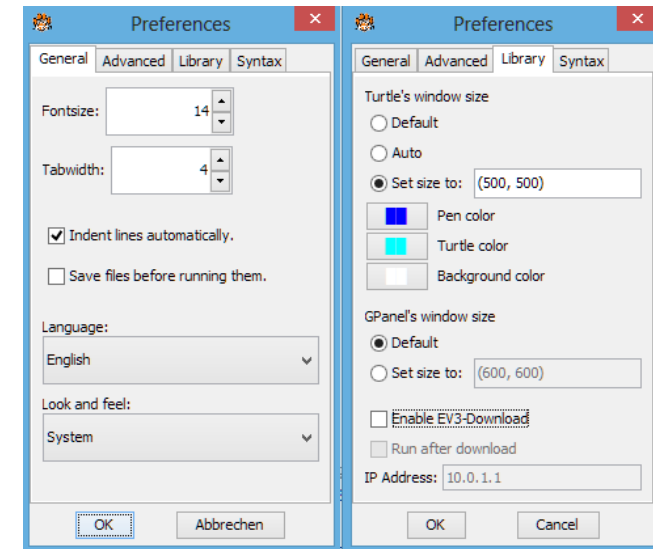 Preferences
General Advanced Library Syntax
Fontsize: 14
Tabwidth: 4
Indent lines automatically.
Save files before running them.
Language:
English
Look and feel:
System
OK Abbrechen
Preferences
General Advanced Library Syntax
Turtle's window size
Default
Auto
Set size to: (500, 500)
Pen color
Turtle color
Background color
GPanel's window size
Default
Set size to: (600, 600)
Enable EV3-Download
Run after download
IP Address: 10.0.1.1
OK Cancel